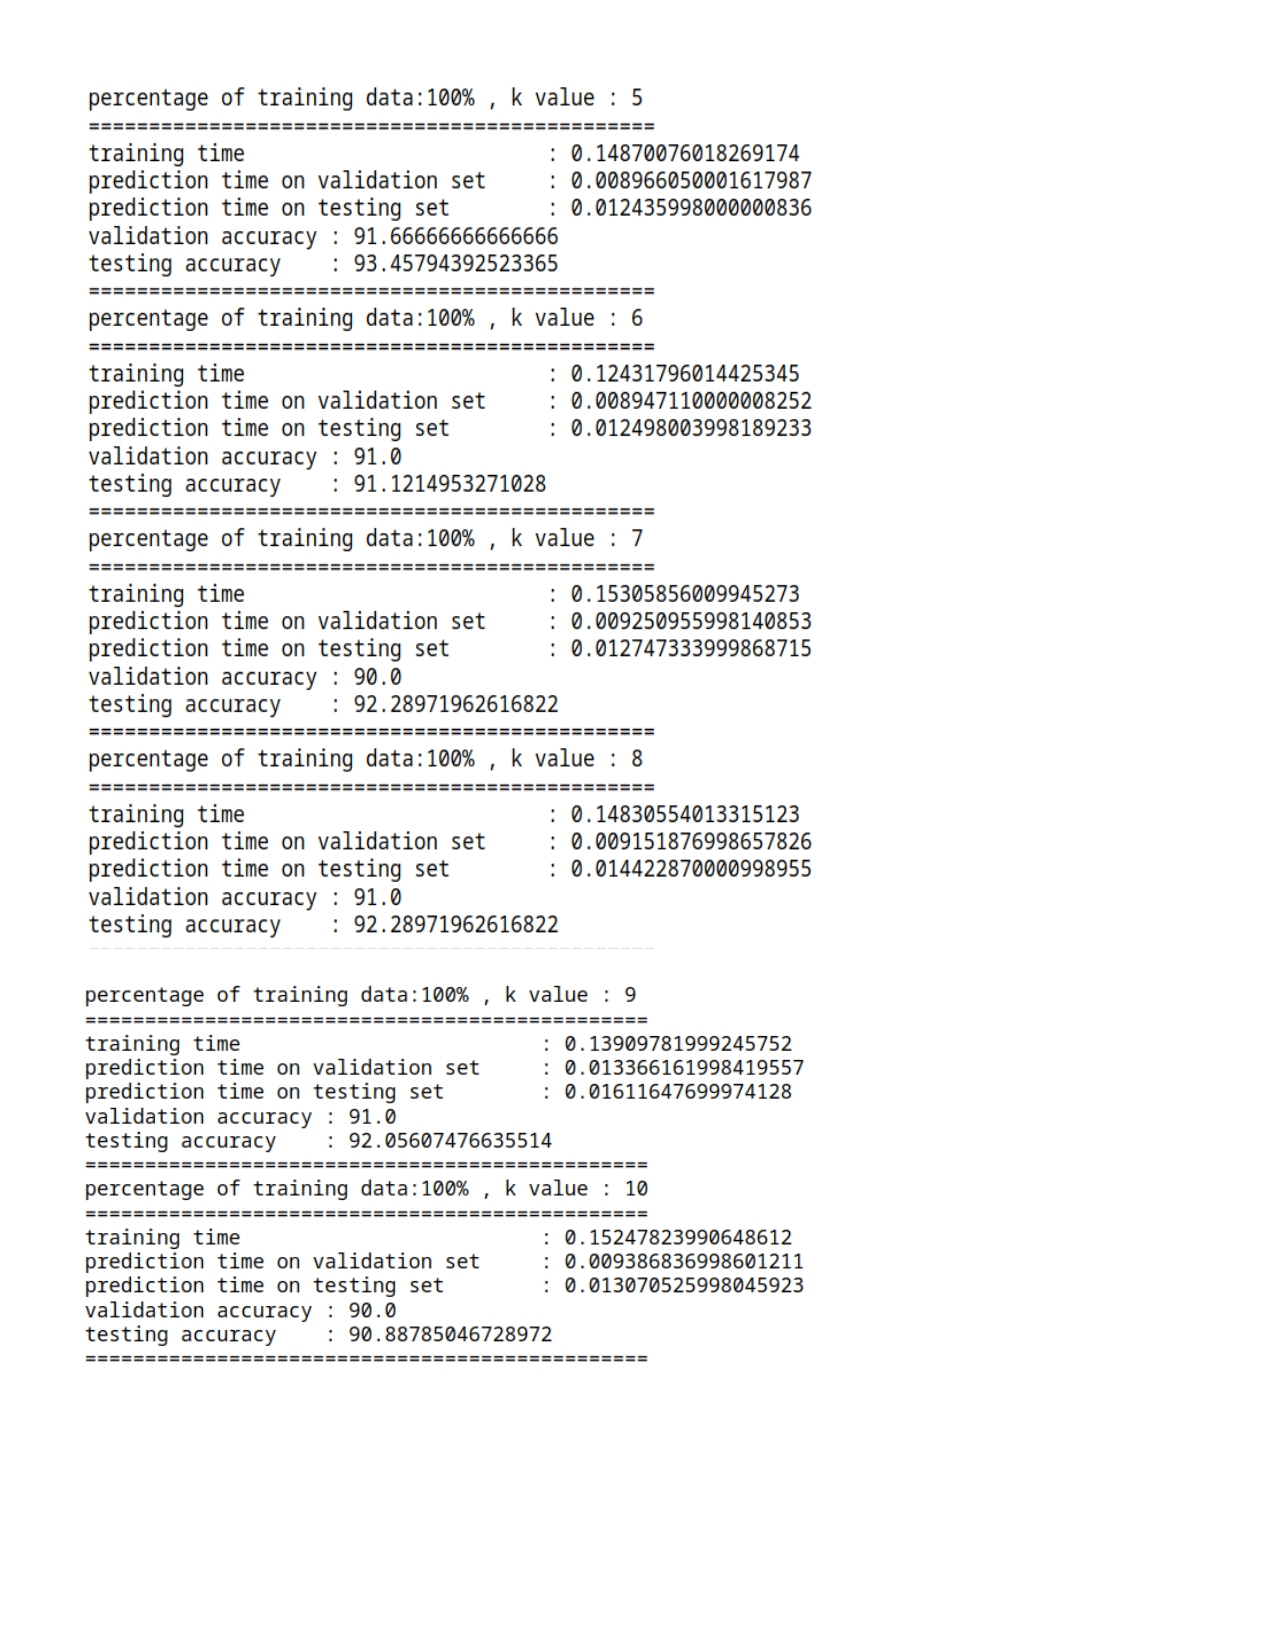 percentage of training data:100% , k value : 5
===============================================
training time                         : 0.14870076018269174
prediction time on validation set     : 0.008966050001617987
prediction time on testing set        : 0.012435998000000836
validation accuracy : 91.66666666666666
testing accuracy    : 93.45794392523365
===============================================
percentage of training data:100% , k value : 6
===============================================
training time                         : 0.12431796014425345
prediction time on validation set     : 0.008947110000008252
prediction time on testing set        : 0.012498003998189233
validation accuracy : 91.0
testing accuracy    : 91.1214953271028
===============================================
percentage of training data:100% , k value : 7
===============================================
training time                         : 0.15305856009945273
prediction time on validation set     : 0.009250955998140853
prediction time on testing set        : 0.012747333999868715
validation accuracy : 90.0
testing accuracy    : 92.28971962616822
===============================================
percentage of training data:100% , k value : 8
===============================================
training time                         : 0.14830554013315123
prediction time on validation set     : 0.009151876998657826
prediction time on testing set        : 0.014422870000998955
validation accuracy : 91.0
testing accuracy    : 92.28971962616822
percentage of training data:100% , k value : 9
===============================================
training time                         : 0.13909781999245752
prediction time on validation set     : 0.013366161998419557
prediction time on testing set        : 0.01611647699974128
validation accuracy : 91.0
testing accuracy    : 92.05607476635514
===============================================
percentage of training data:100% , k value : 10
===============================================
training time                         : 0.15247823990648612
prediction time on validation set     : 0.009386836998601211
prediction time on testing set        : 0.013070525998045923
validation accuracy : 90.0
testing accuracy    : 90.88785046728972
===============================================